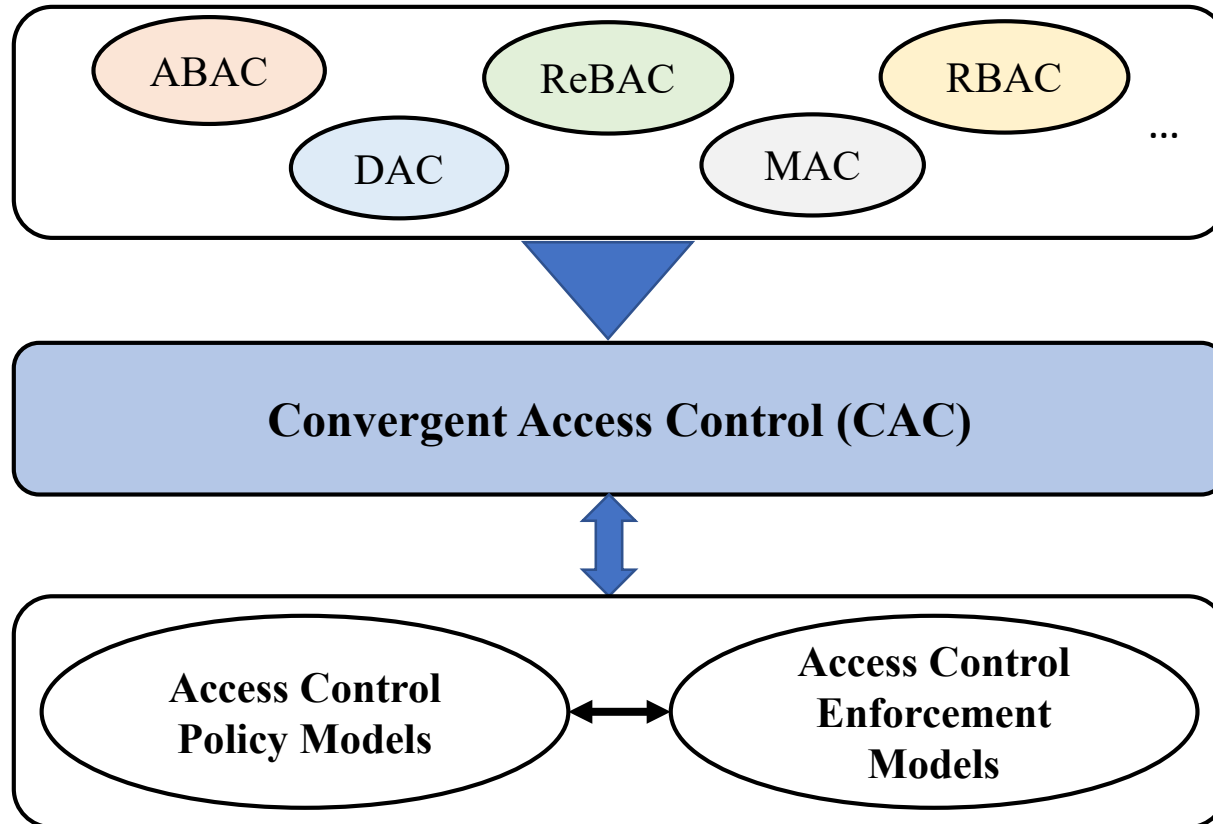 ABAC
ReBAC
RBAC
DAC
MAC
...
Convergent Access Control (CAC)
Access Control
Policy Models
Access Control
Enforcement
Models